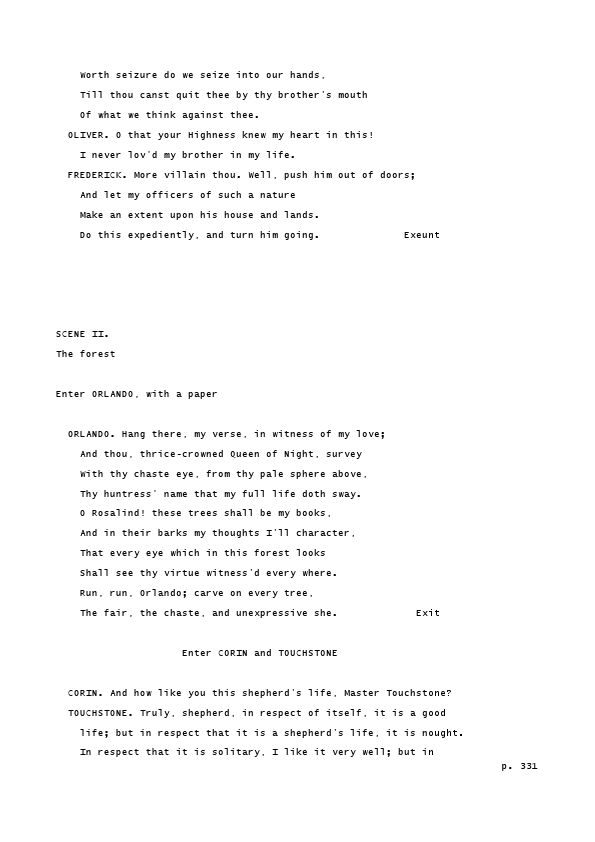 Worth seizure do we seize into our hands,
Till thou canst quit thee by thy brother's mouth
Of what we think against thee.
OLIVER. O that your Highness knew my heart in this!
I never lov'd my brother in my life.
FREDERICK. More villain thou. Well, push him out of doors;
And let my officers of such a nature
Make an extent upon his house and lands.
Do this expediently, and turn him going. Exeunt
SCENE II.
The forest
Enter ORLANDO, with a paper
ORLANDO. Hang there, my verse, in witness of my love;
And thou, thrice-crowned Queen of Night, survey
With thy chaste eye, from thy pale sphere above,
Thy huntress' name that my full life doth sway.
O Rosalind! these trees shall be my books,
And in their barks my thoughts I'll character,
That every eye which in this forest looks
Shall see thy virtue witness'd every where.
Run, run, Orlando; carve on every tree,
The fair, the chaste, and unexpressive she. Exit
Enter CORIN and TOUCHSTONE
CORIN. And how like you this shepherd's life, Master Touchstone?
TOUCHSTONE. Truly, shepherd, in respect of itself, it is a good
life; but in respect that it is a shepherd's life, it is nought.
In respect that it is solitary, I like it very well; but in
p. 331